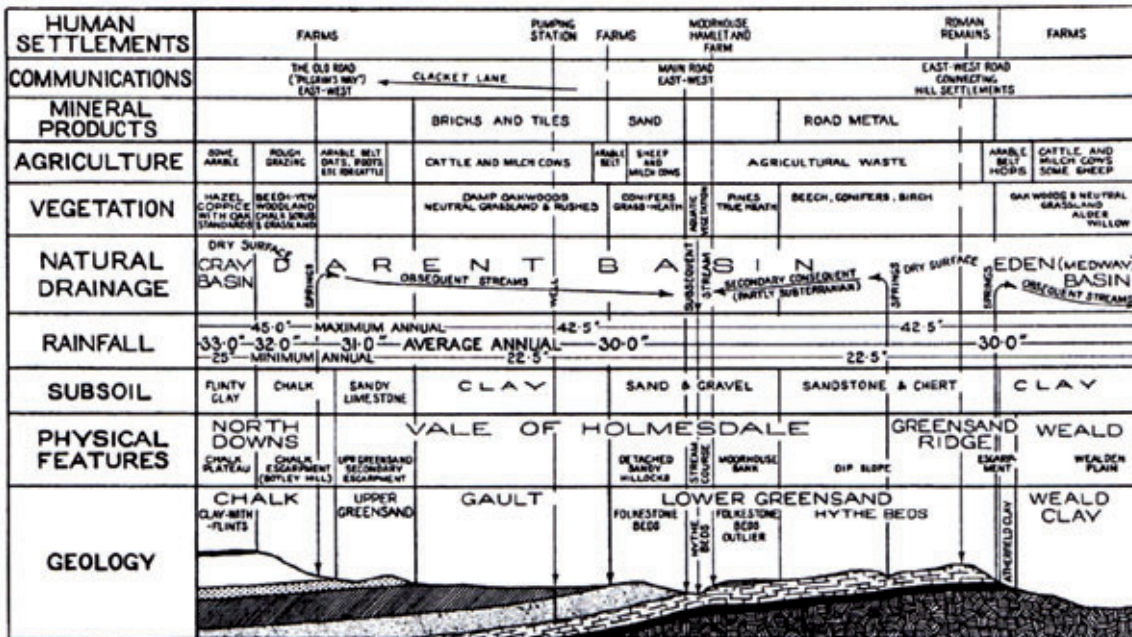 HUMAN SETTLEMENTS
FARMS
PUMPING STATION
FARMS
MOORHOUSE HAMLET AND FARM
ROMAN REMAINS
FARMS
COMMUNICATIONS
THE OLD ROAD
("PILGRIM'S WAY")
EAST-WEST
CLACKET LANE
MAIN ROAD
EAST-WEST
EAST-WEST ROAD
CONNECTING
HILL SETTLEMENTS
MINERAL PRODUCTS
BRICKS AND TILES
SAND
ROAD METAL
AGRICULTURE
SOME ARABLE
ROUGH GRAZING
ARABLE BELT
OATS, ROOTS
ETC FOR CATTLE
CATTLE AND MILCH COWS
ARABLE BELT
SHEEP AND MILCH COWS
AGRICULTURAL WASTE
ARABLE BELT HOPS
CATTLE AND MILCH COWS SOME SHEEP
VEGETATION
HAZEL COPPICE WITH OAK STANDARDS
BEECH-YEW WOODLAND CHALK SCRUB & GRASSLAND
DAMP OAKWOODS
NEUTRAL GRASSLAND & RUSHES
CONIFERS
GRASS-HEATH
AQUATIC VEGETATION
PINES
TRUE HEATH
BEECH, CONIFERS, BIRCH
OAKWOODS & NEUTRAL GRASSLAND
ALDER
WILLOW
NATURAL DRAINAGE
DRY SURFACE
CRAY BASIN
DARENT BASIN
SPRINGS
OBSEQUENT STREAMS
WELL
SUBSEQUENT STREAM
SECONDARY CONSEQUENT
(PARTLY SUBTERRANIAN)
SPRINGS
DRY SURFACE
SPRINGS
EDEN (MEDWAY) BASIN
OBSEQUENT STREAMS
RAINFALL
45.0" MAXIMUM ANNUAL 42.5" 42.5"
33.0" 32.0" 31.0" AVERAGE ANNUAL 30.0" 30.0"
25" MINIMUM ANNUAL 22.5" 22.5"
SUBSOIL
FLINTY CLAY
CHALK
SANDY LIMESTONE
CLAY
SAND & GRAVEL
SANDSTONE & CHERT
CLAY
PHYSICAL FEATURES
NORTH DOWNS
VALE OF HOLMESDALE
GREENSAND RIDGE
WEALD
CHALK PLATEAU
CHALK ESCARPMENT
(BOTLEY HILL)
UPR GREENSAND SECONDARY ESCARPMENT
DETACHED SANDY HILLOCKS
STREAM COURSE
MOORHOUSE BANK
DIP SLOPE
ESCARPMENT
WEALDEN PLAIN
GEOLOGY
CHALK
CLAY-WITH
-FLINTS
UPPER GREENSAND
GAULT
LOWER GREENSAND
FOLKESTONE BEDS
HYTHE BEDS
FOLKESTONE BEDS OUTLIER
HYTHE BEDS
ATHERFIELD CLAY
WEALD CLAY